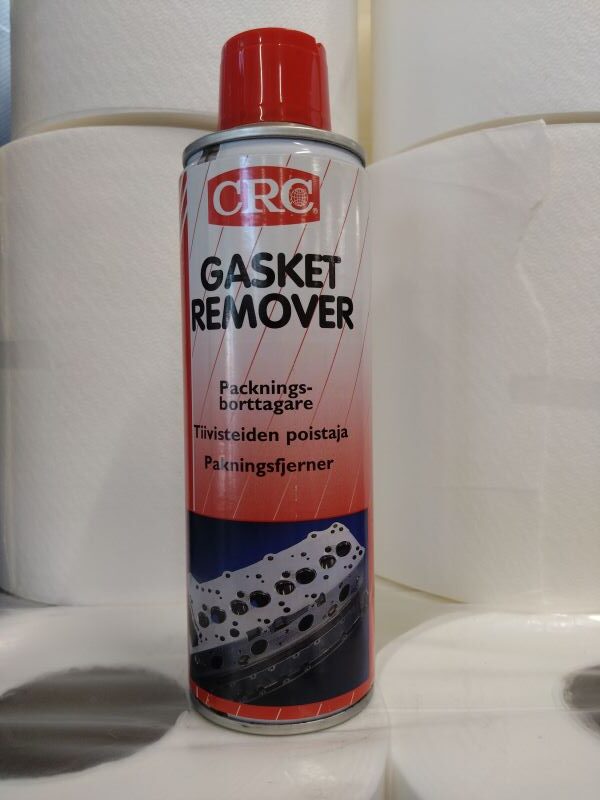 CRC
GASKET
REMOVER
Packnings-
borttagare
Tiivisteiden poistaja
Pakningsfjerner